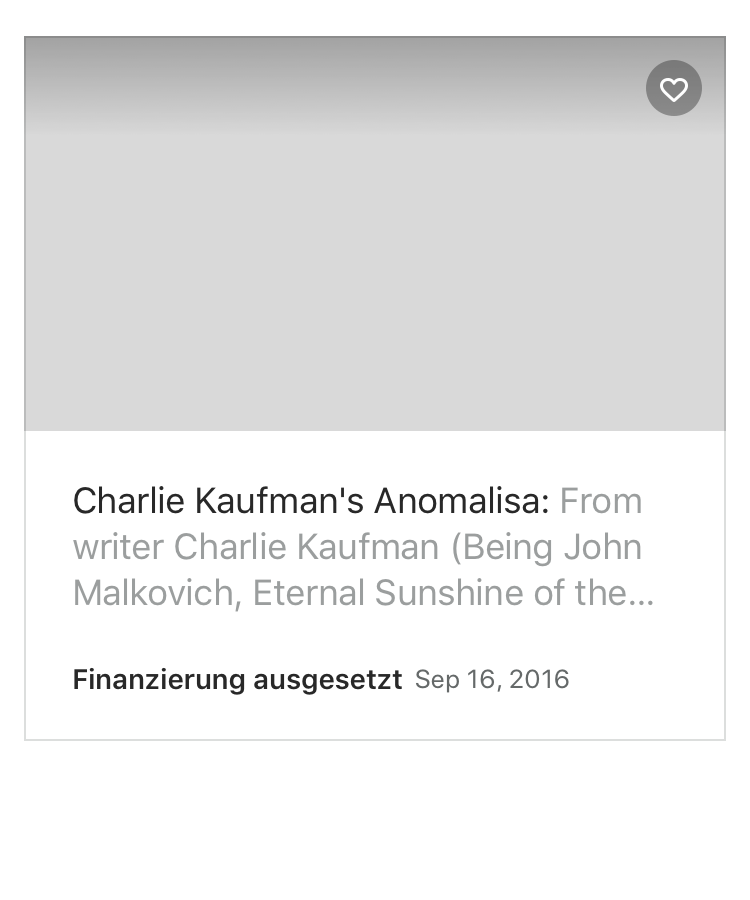 Charlie Kaufman's Anomalisa: From
writer Charlie Kaufman (Being John
Malkovich, Eternal Sunshine of the...
Finanzierung ausgesetzt Sep 16, 2016